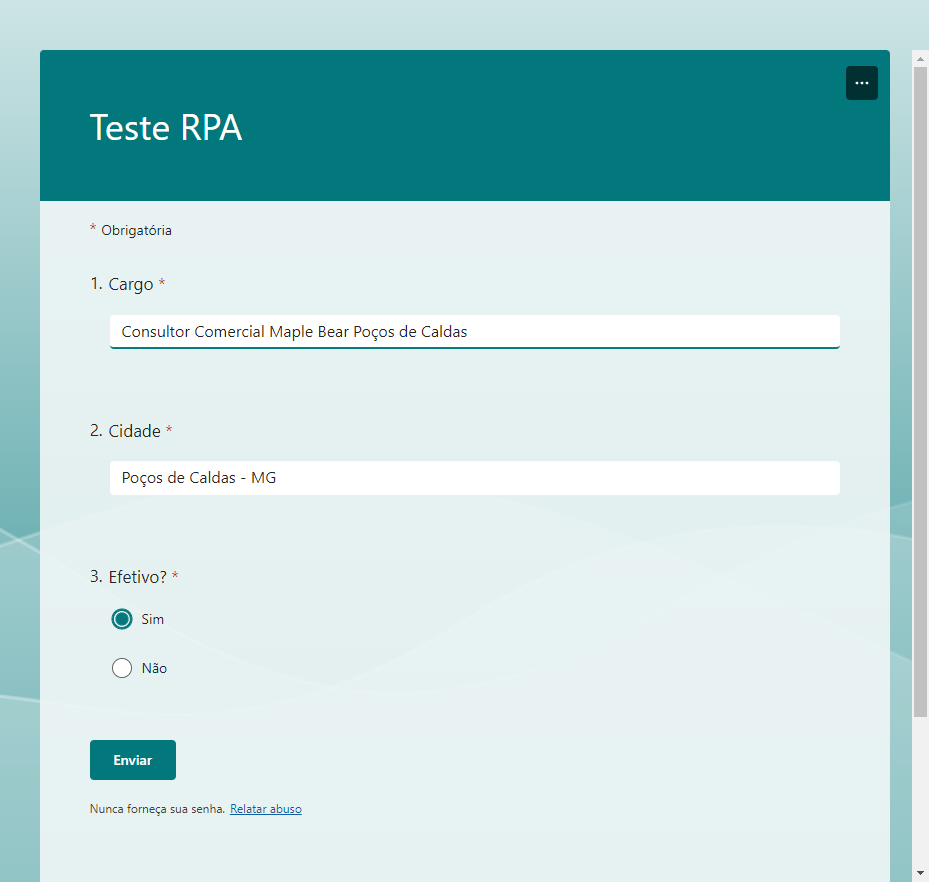 ...
Teste RPA
* Obrigatória
1. Cargo *
Consultor Comercial Maple Bear Poços de Caldas
2. Cidade *
Poços de Caldas - MG
3. Efetivo? *
Sim
Não
Enviar
Nunca forneça sua senha. Relatar abuso